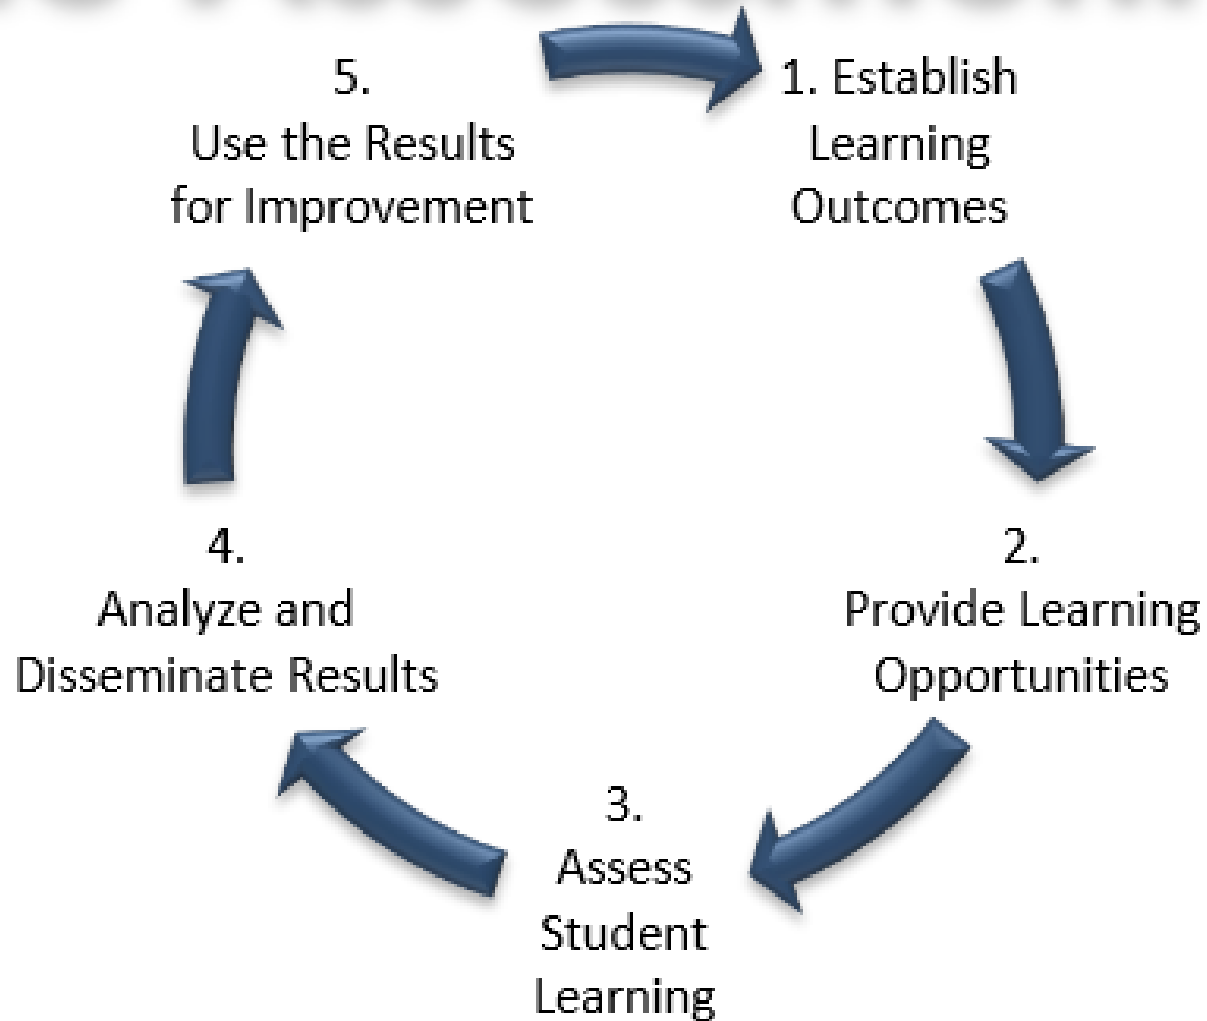 1. Establish
Learning
Outcomes
2.
Provide Learning
Opportunities
3.
Assess
Student
Learning
4.
Analyze and
Disseminate Results
5.
Use the Results
for Improvement